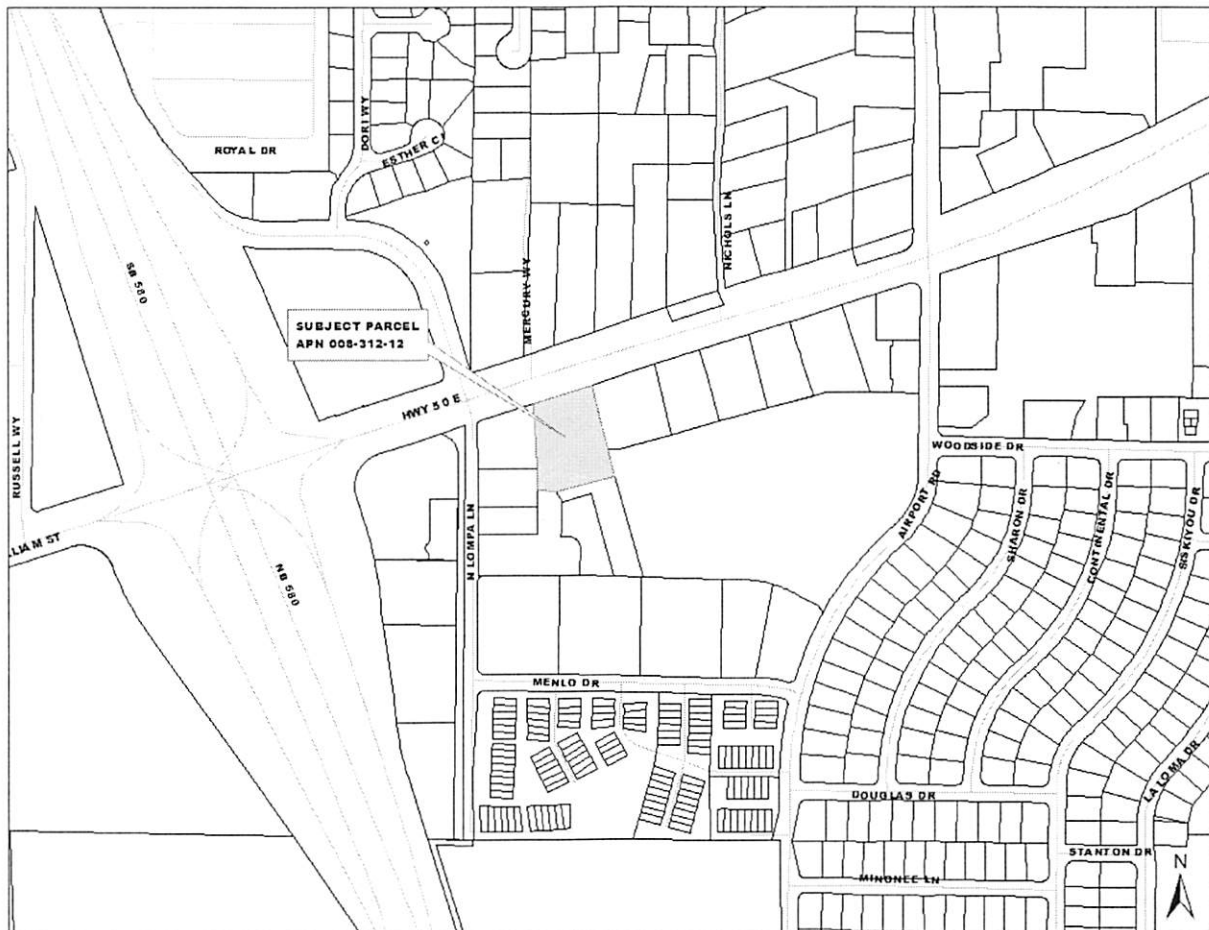 ROYAL DR
DORI WY
ESTHER CT
NICHOLS LN
MERCURY WY
SB 580
SUBJECT PARCEL
APN 008-312-12
HWY 50 E
RUSSELL WY
WOODSIDE DR
AIRPORT RD
SHARON DR
CONTINENTAL DR
SISKIYOU DR
LLIAM ST
N LOMPA LN
NB 580
MENLO DR
LA LOMA DR
DOUGLAS DR
STANTON DR
N
MINONEE LN